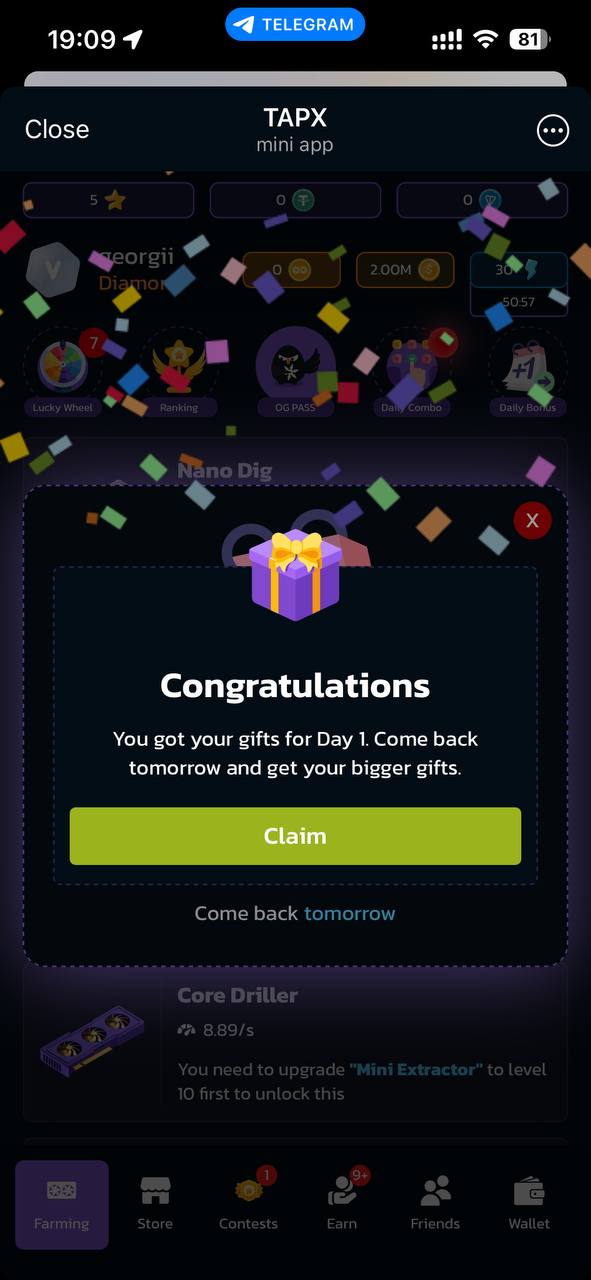 19:09
TELEGRAM
81
Close
TAPX
mini app
5
0
0
V
georgii
Diamon
0
2.00M
30
50:57
7
Lucky Wheel
Ranking
OG PASS
Daily Combo
+1
Daily Bonus
Nano Dig
X
Congratulations
You got your gifts for Day 1. Come back
tomorrow and get your bigger gifts.
Claim
Come back tomorrow
Core Driller
8.89/s
You need to upgrade "Mini Extractor" to level
10 first to unlock this
1
9+
Farming
Store
Contests
Earn
Friends
Wallet